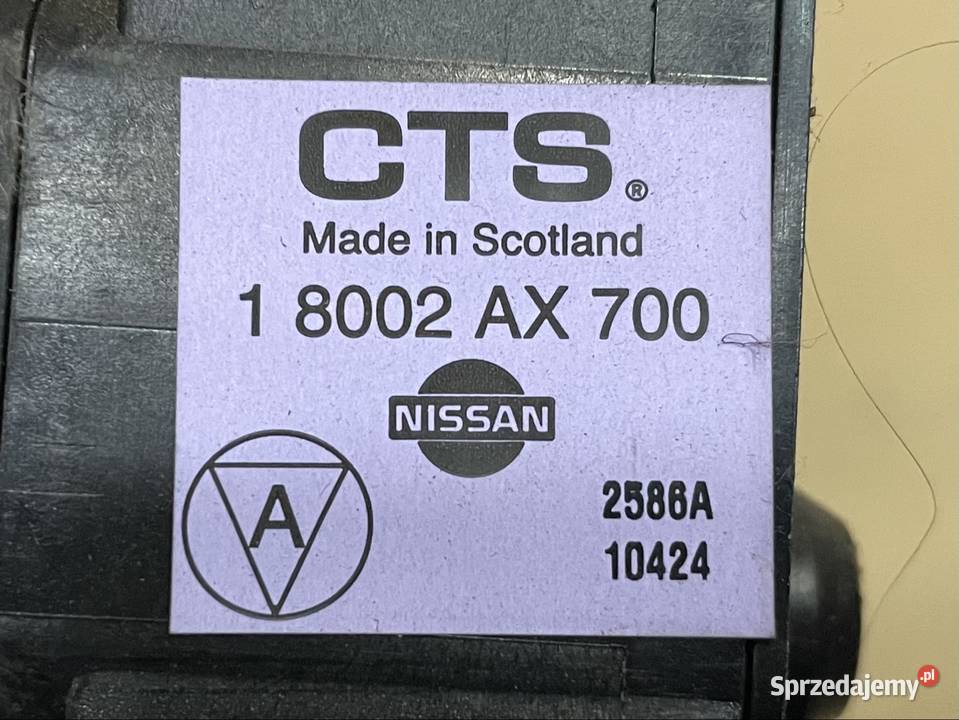 CTS®
Made in Scotland
1 8002 AX 700
NISSAN
A
2586A
10424
Sprzedajemy.pl